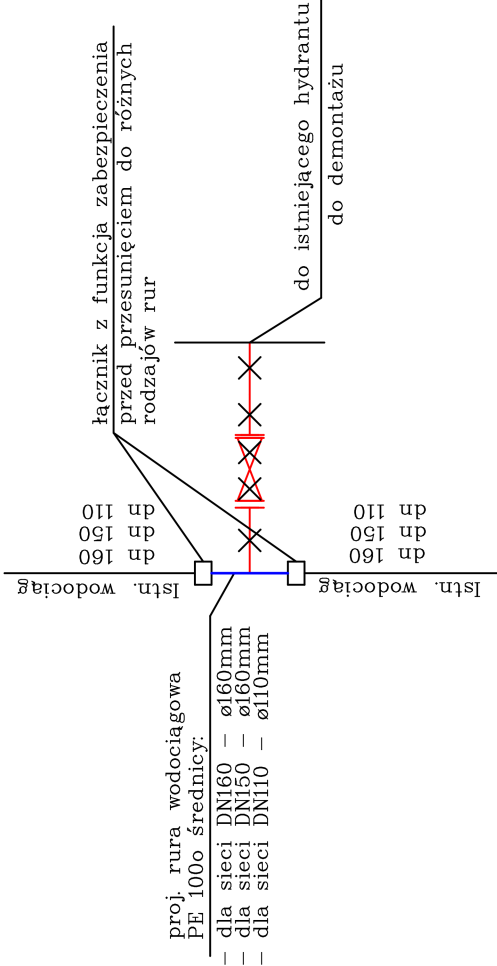 łącznik z funkcja zabezpieczenia
przed przesunięciem do różnych
rodzajów rur
do istniejącego hydrantu
do demontażu
dn 160
dn 150
dn 110
Istn. wodociąg
dn 160
dn 150
dn 110
Istn. wodociąg
proj. rura wodociągowa
PE 100o średnicy:
— dla sieci DN160 — ø160mm
— dla sieci DN150 — ø160mm
— dla sieci DN110 — ø110mm